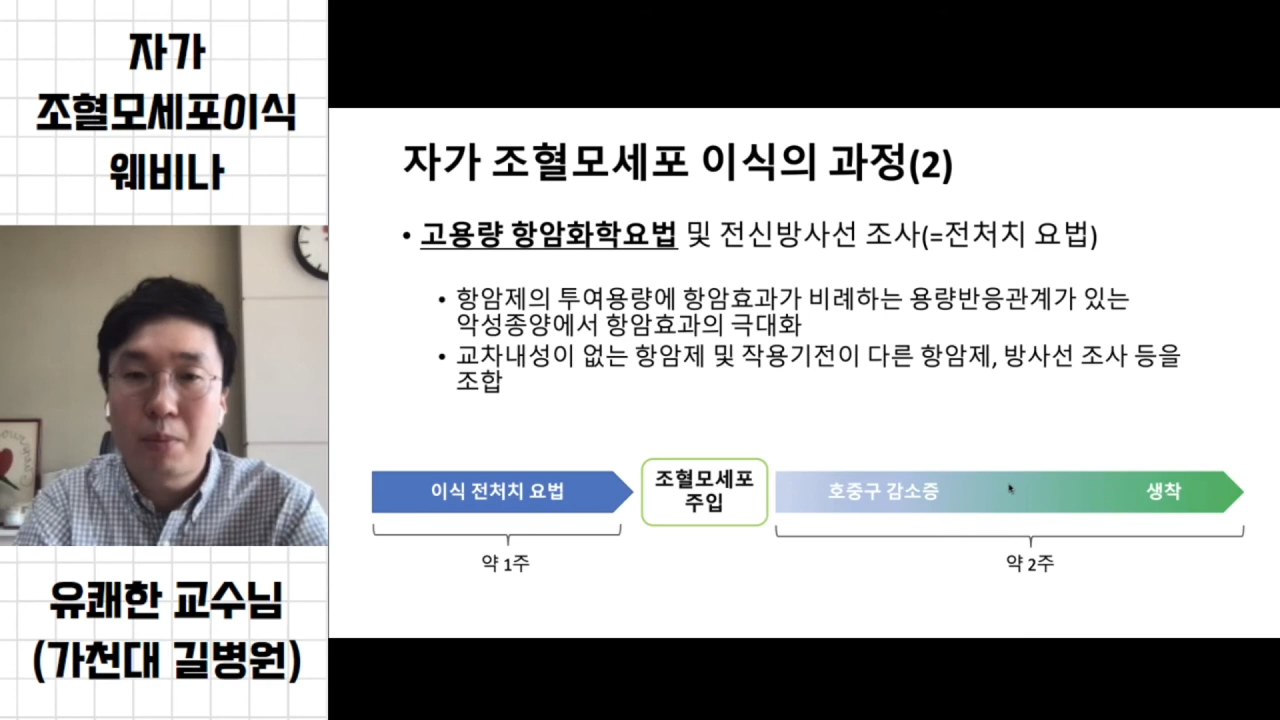 자가
조혈모세포이식
웨비나
유쾌한 교수님
(가천대 길병원)
자가 조혈모세포 이식의 과정(2)
• 고용량 항암화학요법 및 전신방사선 조사(=전처치 요법)
• 항암제의 투여용량에 항암효과가 비례하는 용량반응관계가 있는
악성종양에서 항암효과의 극대화
• 교차내성이 없는 항암제 및 작용기전이 다른 항암제, 방사선 조사 등을
조합
이식 전처치 요법
조혈모세포
주입
호중구 감소증
생착
약 1주
약 2주